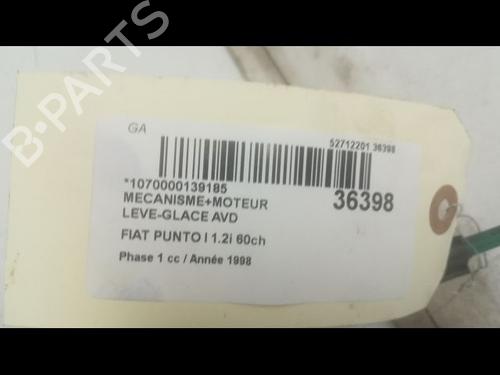 B-PARTS
GA
52712201 36398
*1070000139185
MECANISME+MOTEUR
36398
LEVE-GLACE AVD
FIAT PUNTO I 1.2i 60ch
Phase 1 cc / Année 1998